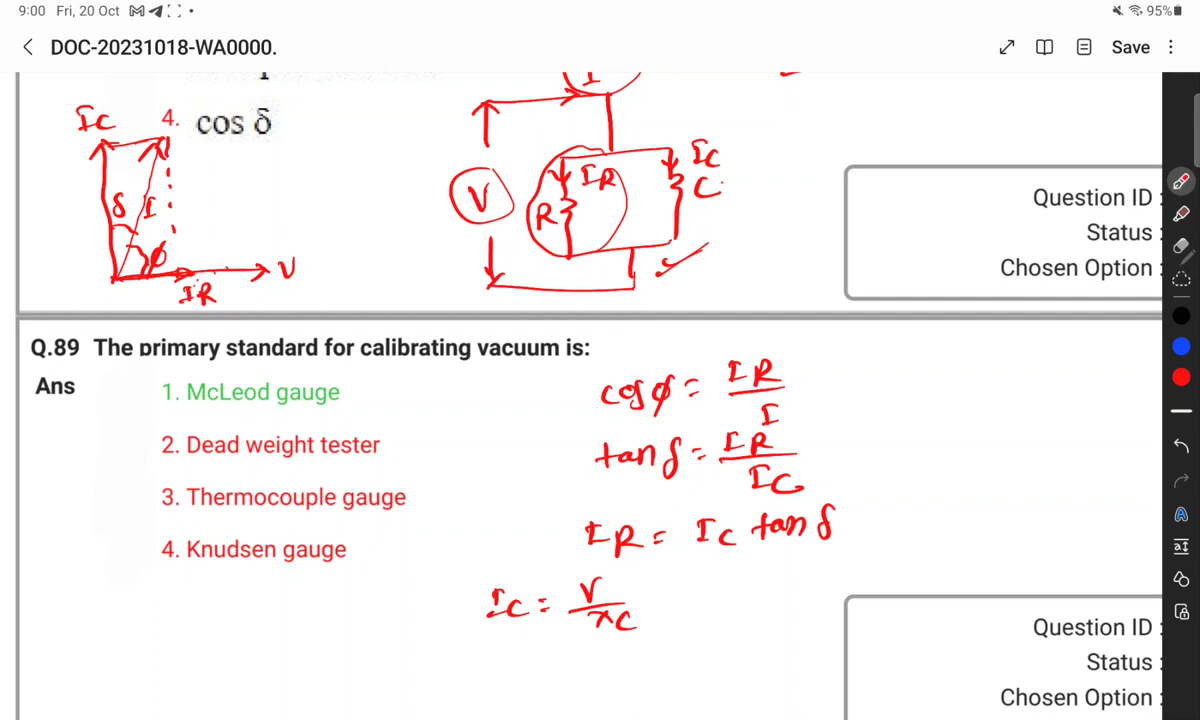 9:00 Fri, 20 Oct
95%
DOC-20231018-WA0000.
Save
4. cos δ
Ic
δ
I
φ
IR
V
I
V
IR
R
Ic
C
Question ID :
Status :
Chosen Option :
Q.89 The primary standard for calibrating vacuum is:
Ans
1. McLeod gauge
2. Dead weight tester
3. Thermocouple gauge
4. Knudsen gauge
cos φ = IR / I
tan δ = IR / Ic
IR = Ic tan δ
Ic = V / xc
Question ID :
Status :
Chosen Option :